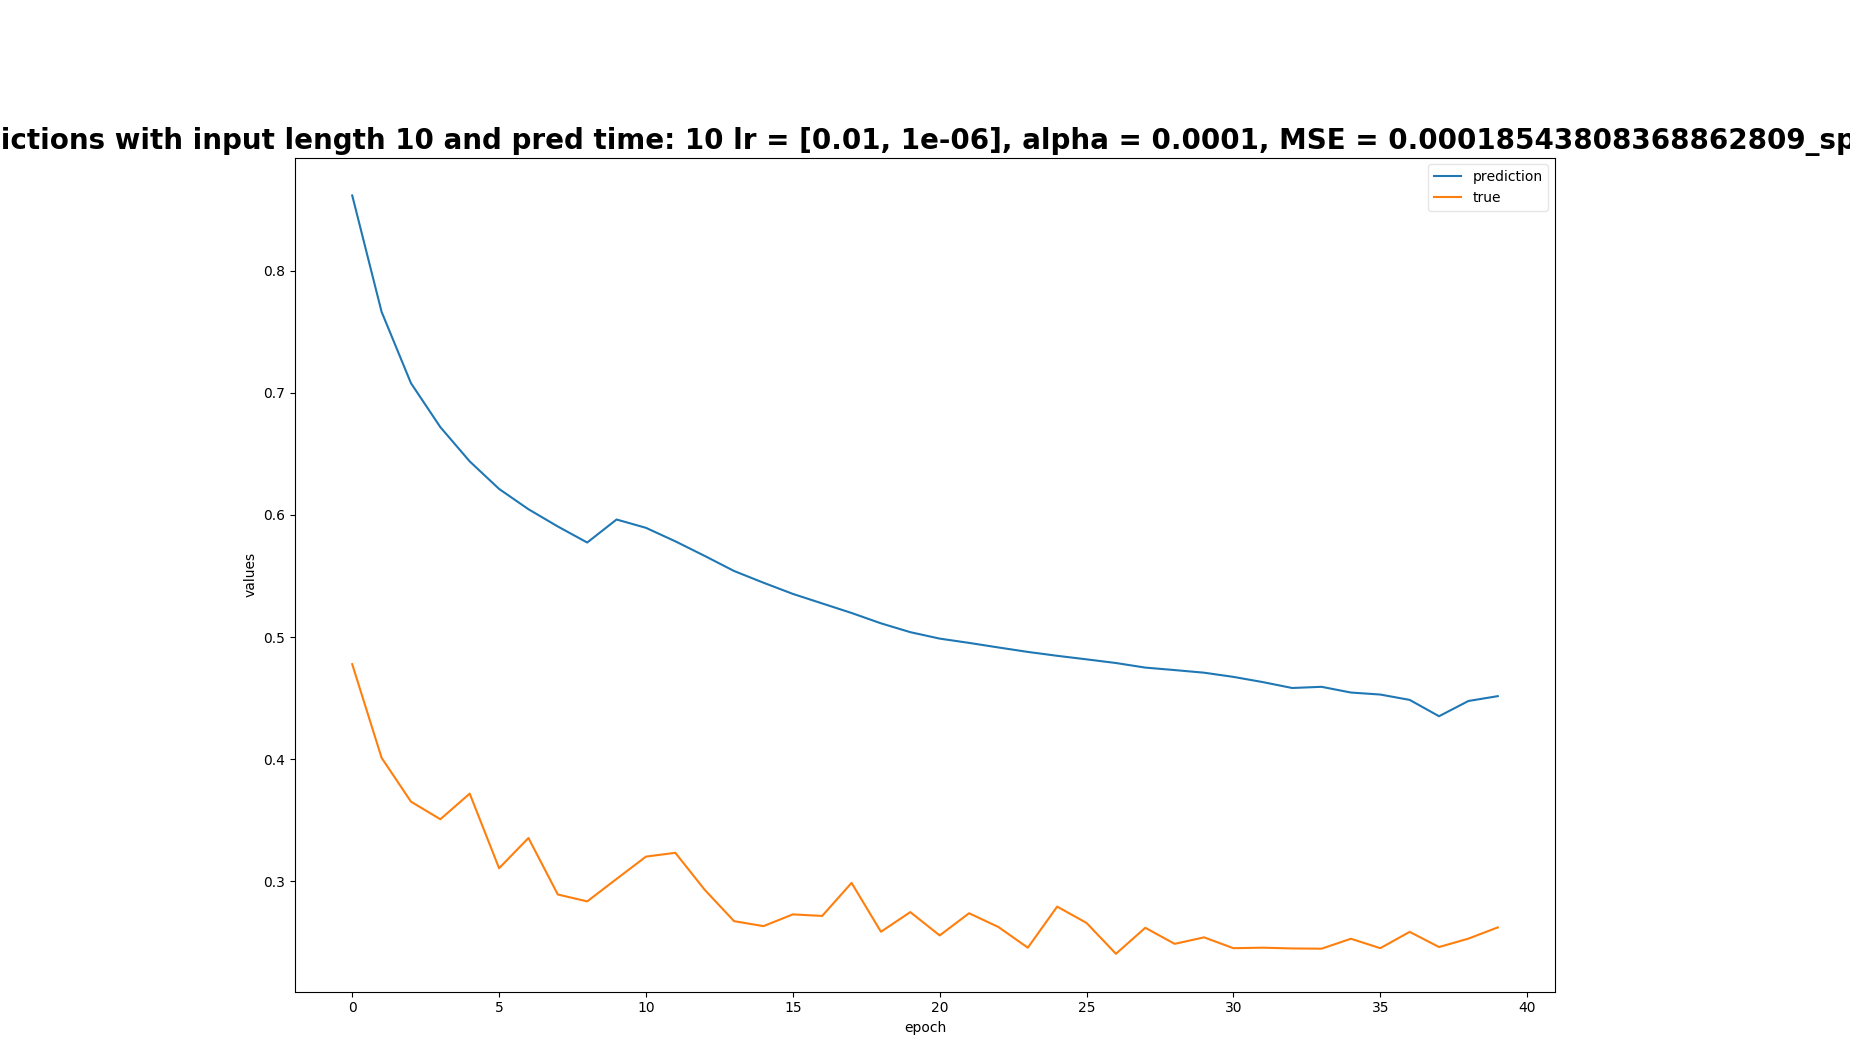 ictions with input length 10 and pred time: 10 lr = [0.01, 1e-06], alpha = 0.0001, MSE = 0.00018543808368862809_sp
prediction
true
0.8
0.7
0.6
0.5
0.4
0.3
values
0 5 10 15 20 25 30 35 40
epoch